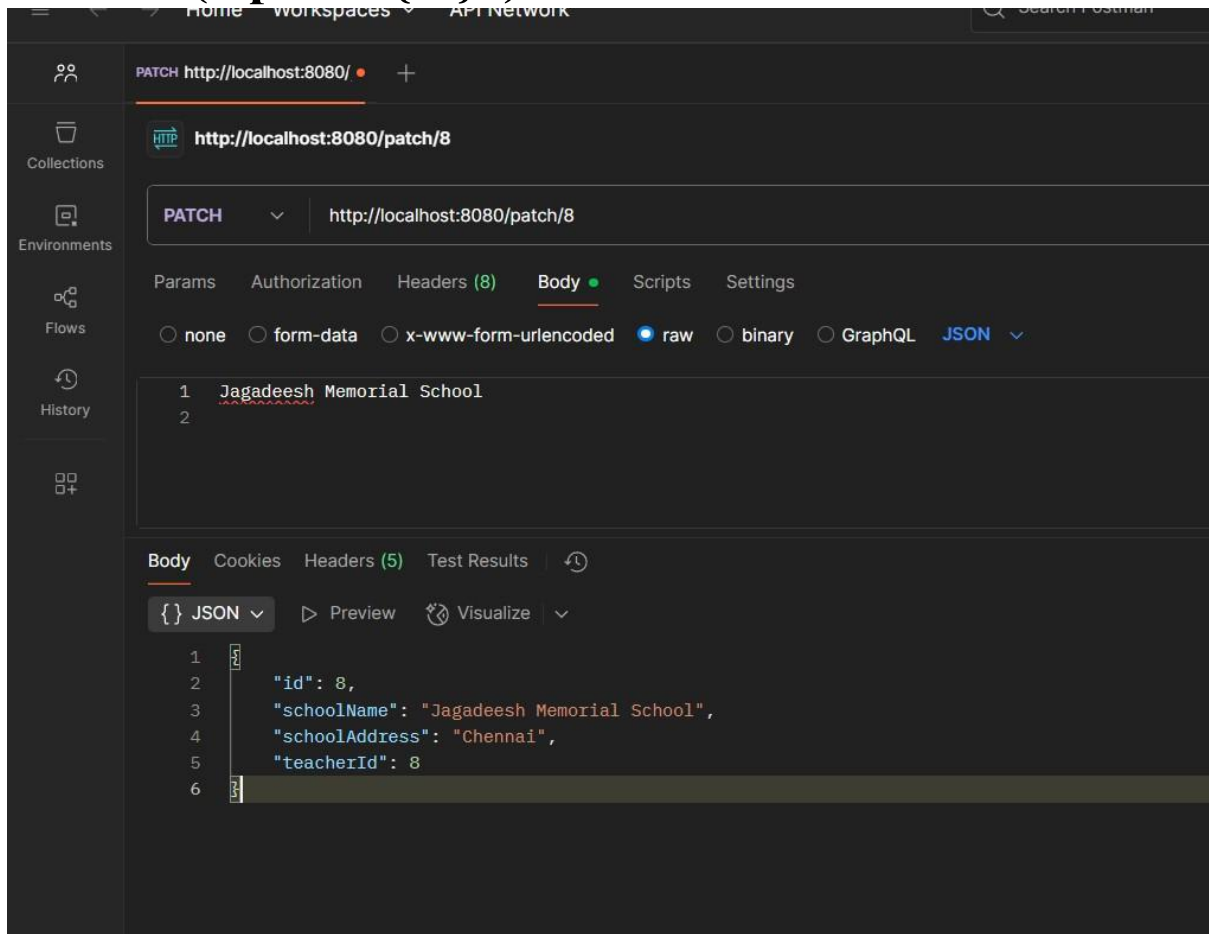 Home Workspaces API Network Search Postman
PATCH http://localhost:8080/
HTTP http://localhost:8080/patch/8
Collections
PATCH http://localhost:8080/patch/8
Environments
Params Authorization Headers (8) Body Scripts Settings
Flows
none form-data x-www-form-urlencoded raw binary GraphQL JSON
History
1 Jagadeesh Memorial School
2
Body Cookies Headers (5) Test Results
{} JSON Preview Visualize
1 {
2 "id": 8,
3 "schoolName": "Jagadeesh Memorial School",
4 "schoolAddress": "Chennai",
5 "teacherId": 8
6 }